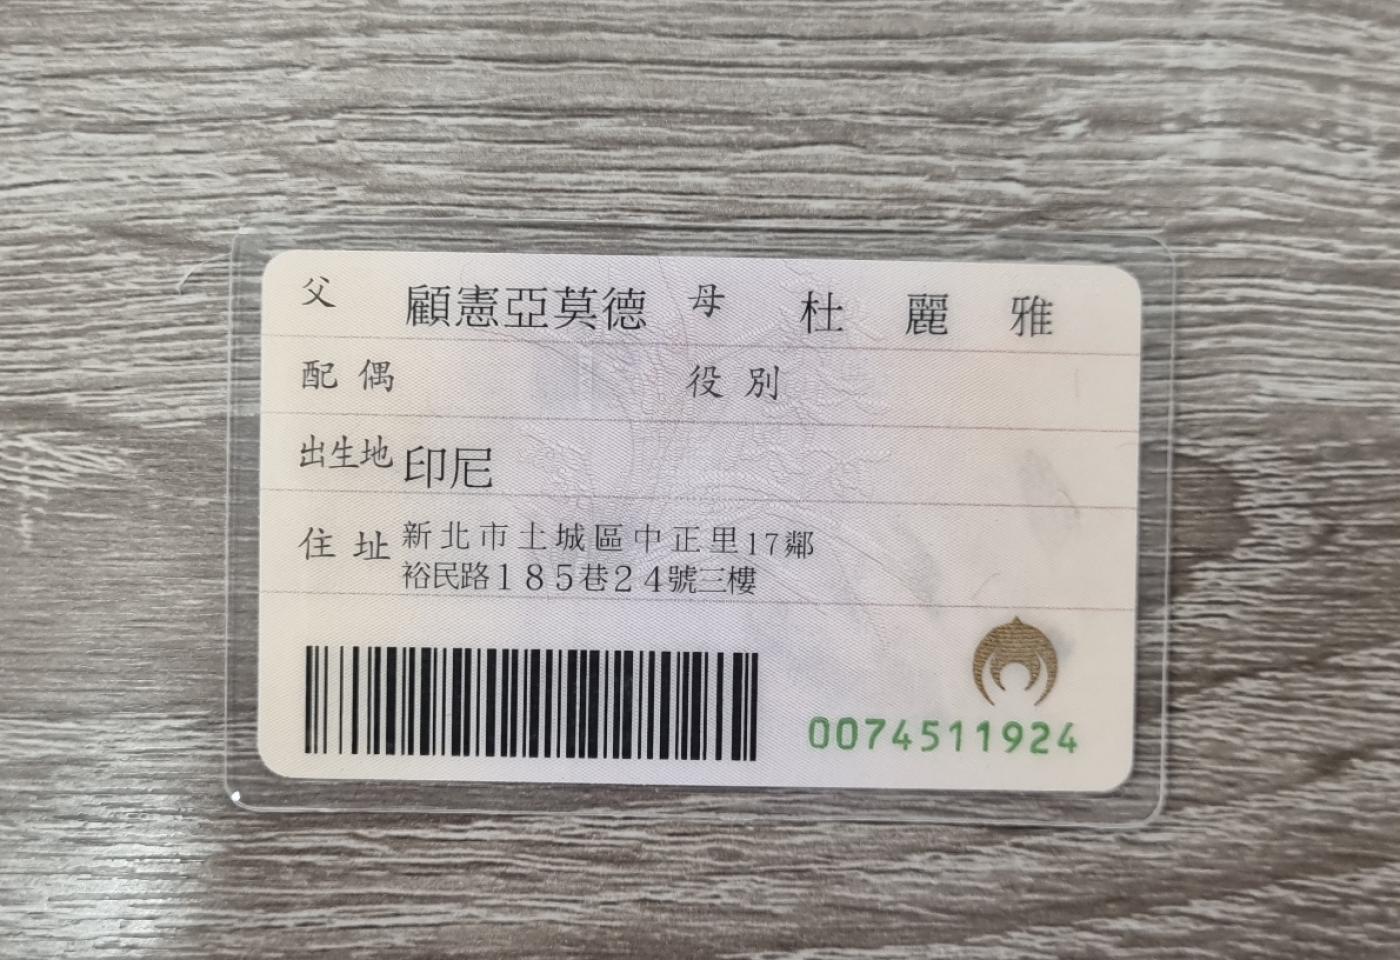 父 顧憲亞莫德 母 杜麗雅
配偶 役別
出生地 印尼
住址 新北市土城區中正里17鄰
裕民路185巷24號三樓
0074511924